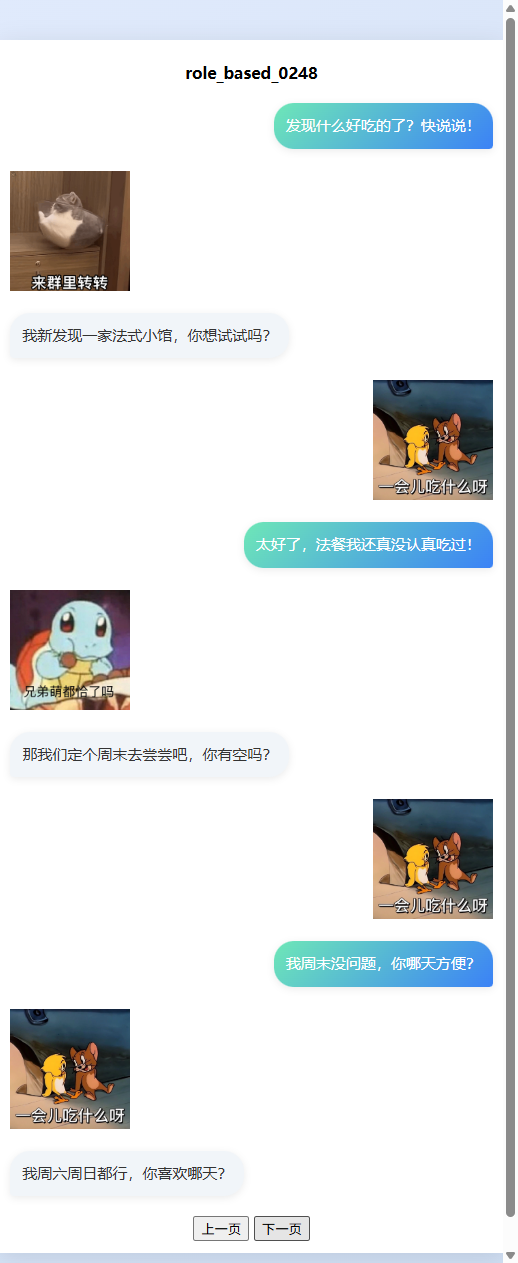 role_based_0248
发现什么好吃的了？快说说！
来群里转转
我新发现一家法式小馆，你想试试吗？
一会儿吃什么呀
太好了，法餐我还真没认真吃过！
兄弟萌都恰了吗
那我们定个周末去尝尝吧，你有空吗？
一会儿吃什么呀
我周末没问题，你哪天方便？
一会儿吃什么呀
我周六周日都行，你喜欢哪天？
上一页 下一页